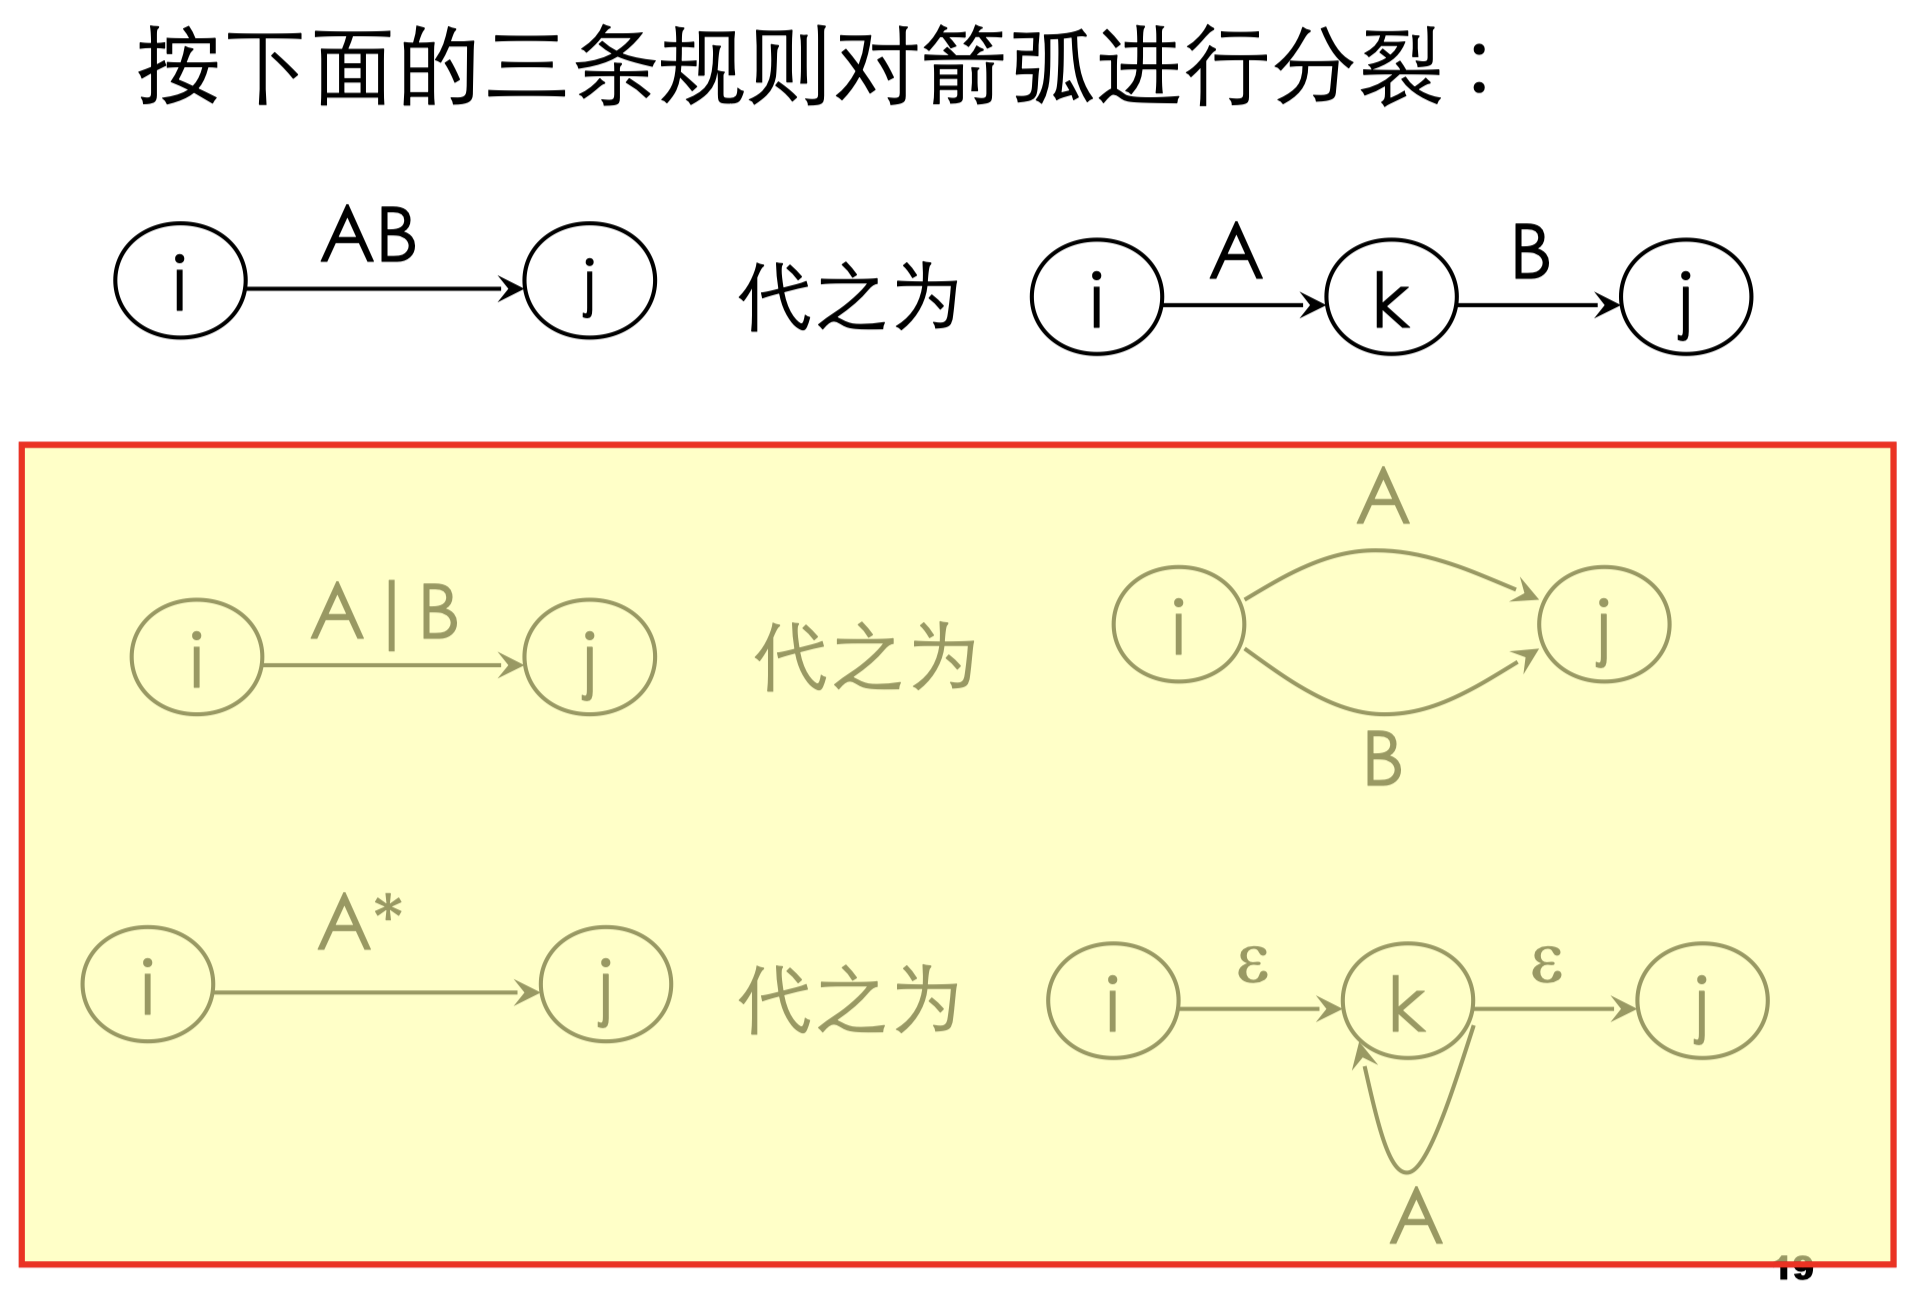 按下面的三条规则对箭弧进行分裂：
i AB j 代之为 i A k B j
A
i A|B j 代之为 i j
B
i A* j 代之为 i ε k ε j
A
19